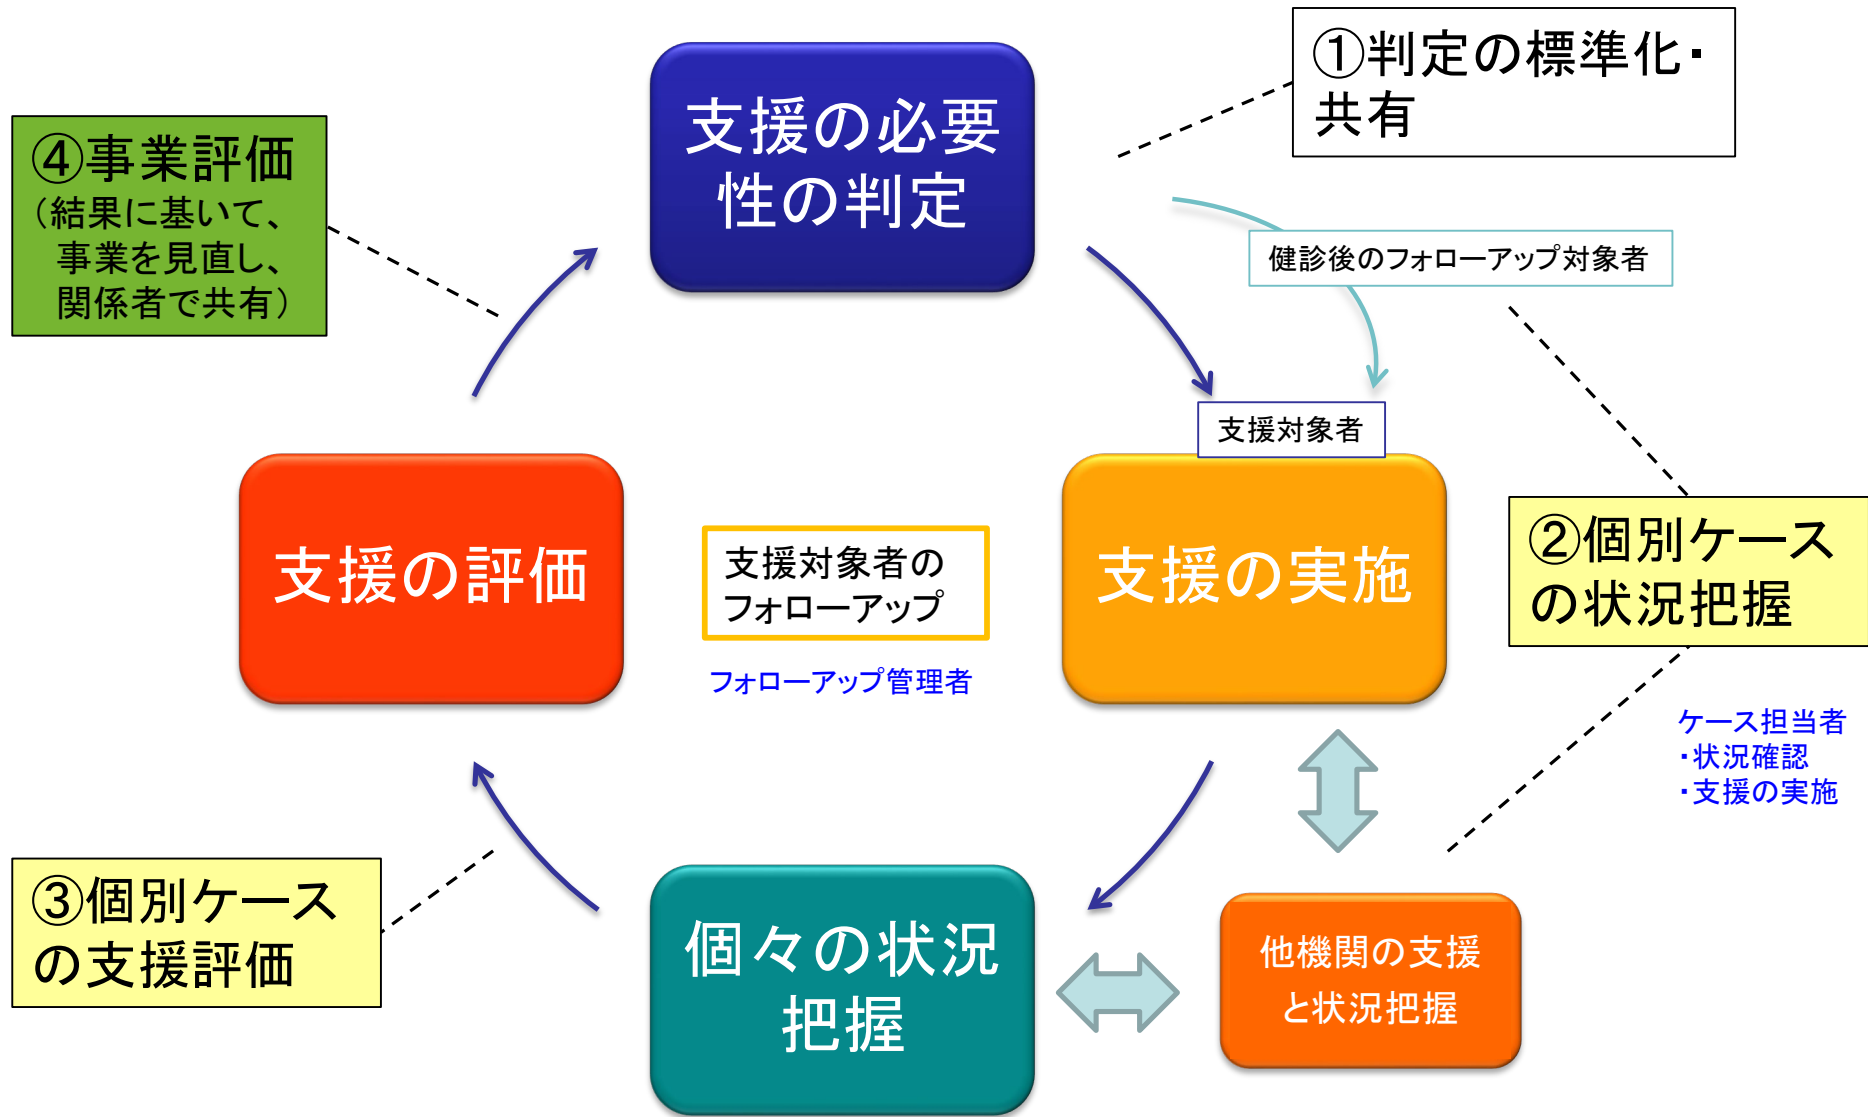 ①判定の標準化・
共有
支援の必要
性の判定
④事業評価
（結果に基いて、
事業を見直し、
関係者で共有）
健診後のフォローアップ対象者
支援対象者
支援の評価
支援対象者の
フォローアップ
フォローアップ管理者
支援の実施
②個別ケース
の状況把握
ケース担当者
・状況確認
・支援の実施
③個別ケース
の支援評価
個々の状況
把握
他機関の支援
と状況把握